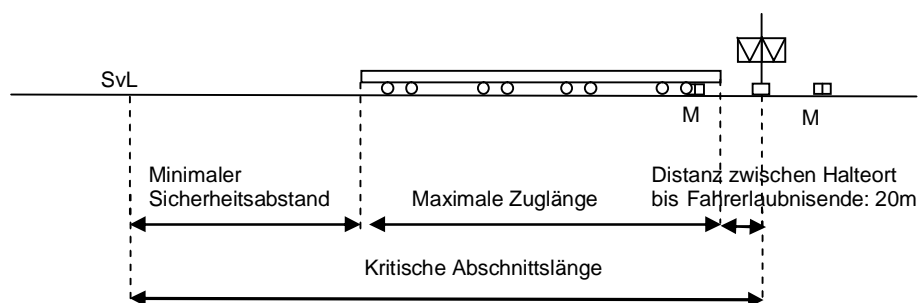 SvL
M
M
Minimaler
Sicherheitsabstand
Maximale Zuglänge
Distanz zwischen Halteort
bis Fahrerlaubnisende: 20m
Kritische Abschnittslänge